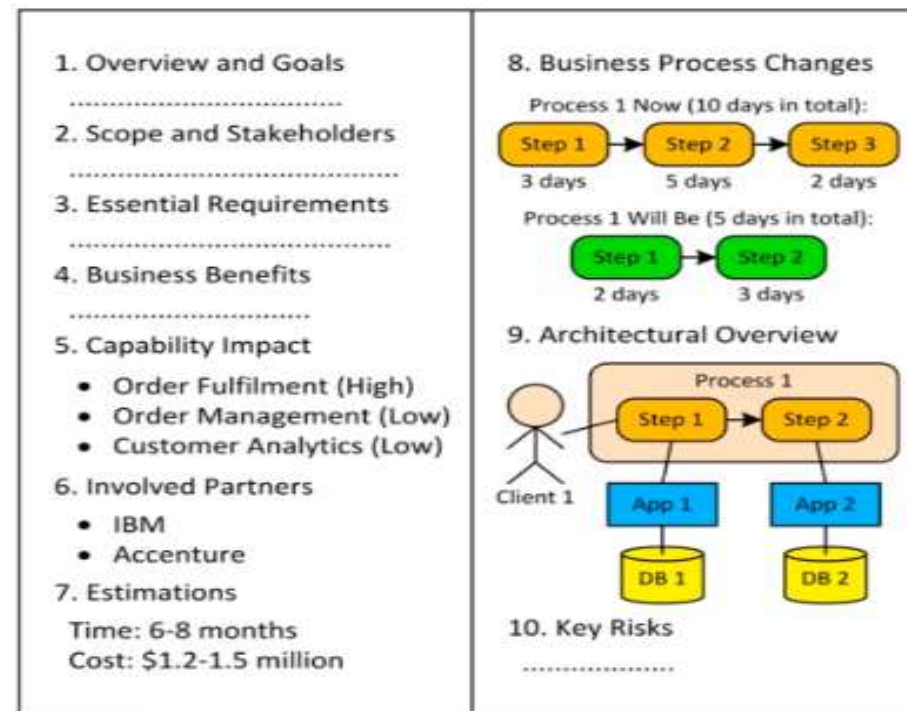 1. Overview and Goals
..................................
2. Scope and Stakeholders
.........................................
3. Essential Requirements
........................................
4. Business Benefits
..............................
5. Capability Impact
• Order Fulfilment (High)
• Order Management (Low)
• Customer Analytics (Low)
6. Involved Partners
• IBM
• Accenture
7. Estimations
Time: 6-8 months
Cost: $1.2-1.5 million
8. Business Process Changes
Process 1 Now (10 days in total):
Step 1 Step 2 Step 3
3 days 5 days 2 days
Process 1 Will Be (5 days in total):
Step 1 Step 2
2 days 3 days
9. Architectural Overview
Process 1
Step 1 Step 2
Client 1
App 1 App 2
DB 1 DB 2
10. Key Risks
...................